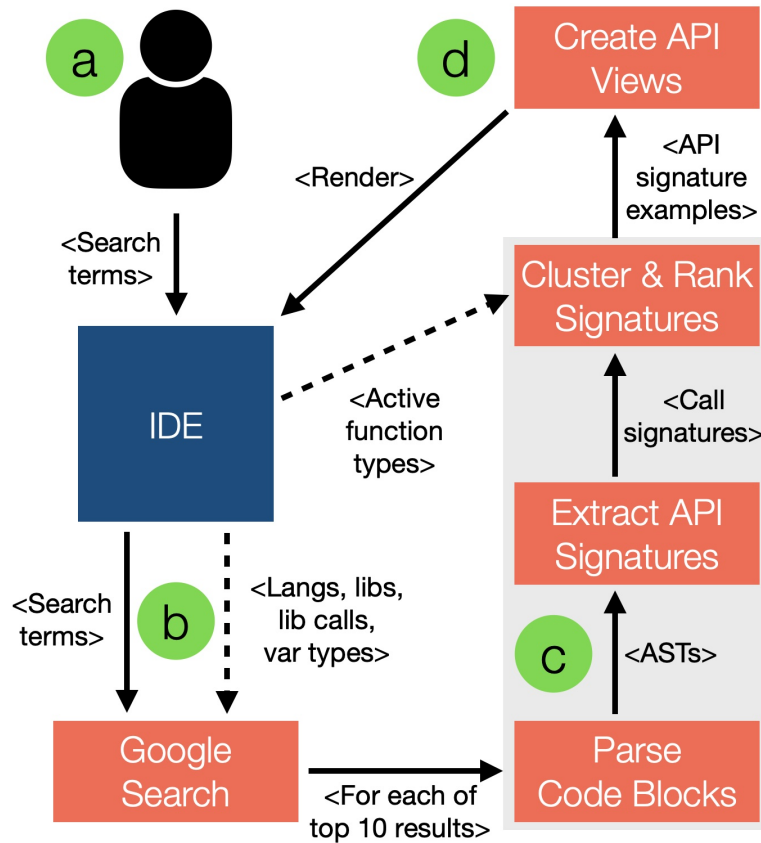 a
d
Create API
Views
<Render>
<API
signature
examples>
<Search
terms>
Cluster & Rank
Signatures
IDE
<Active
function
types>
<Call
signatures>
Extract API
Signatures
<Search
terms>
b
<Langs, libs,
lib calls,
var types>
c
<ASTs>
Google
Search
<For each of
top 10 results>
Parse
Code Blocks